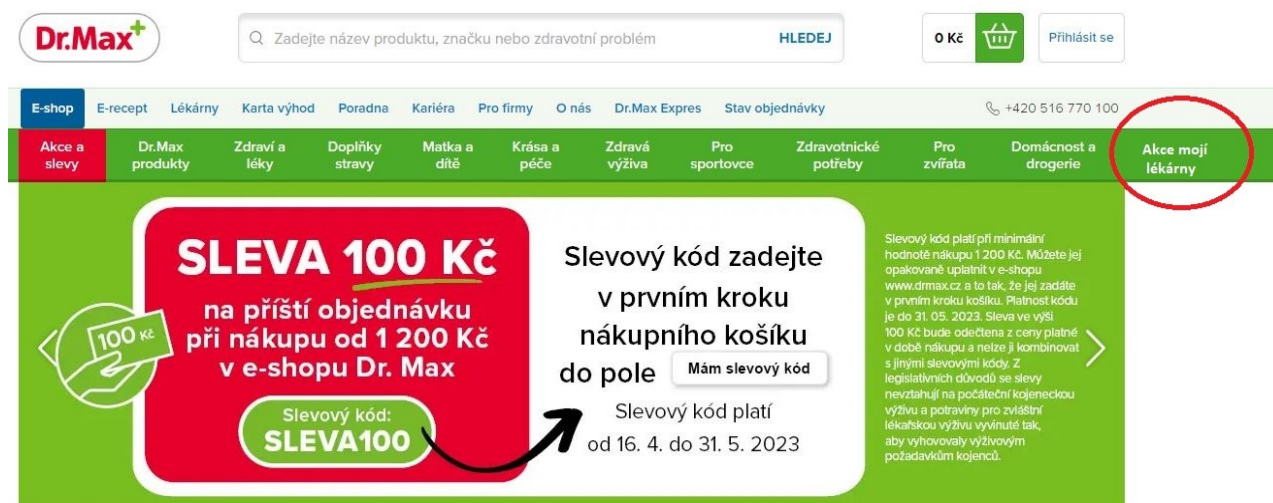 Dr.Max+
Zadejte název produktu, značku nebo zdravotní problém
HLEDEJ
0 Kč
Přihlásit se
E-shop E-recept Lékárny Karta výhod Poradna Kariéra Pro firmy O nás Dr.Max Expres Stav objednávky
+420 516 770 100
Akce a
slevy
Dr.Max
produkty
Zdraví a
léky
Doplňky
stravy
Matka a
dítě
Krása a
péče
Zdravá
výživa
Pro
sportovce
Zdravotnické
potřeby
Pro
zvířata
Domácnost a
drogerie
Akce mojí
lékárny
100 Kč
SLEVA 100 Kč
na příští objednávku
při nákupu od 1 200 Kč
v e-shopu Dr. Max
Slevový kód:
SLEVA100
Slevový kód zadejte
v prvním kroku
nákupního košíku
do pole Mám slevový kód
Slevový kód platí
od 16. 4. do 31. 5. 2023
Slevový kód platí při minimální
hodnotě nákupu 1 200 Kč. Můžete jej
opakovaně uplatnit v e-shopu
www.drmax.cz a to tak, že jej zadáte
v prvním kroku košíku. Platnost kódu
je do 31. 05. 2023. Sleva ve výši
100 Kč bude odečtena z ceny platné
v době nákupu a nelze ji kombinovat
s jinými slevovými kódy. Z
legislativních důvodů se slevy
nevztahují na počáteční kojeneckou
výživu a potraviny pro zvláštní
lékařskou výživu vyvinuté tak,
aby vyhovovaly výživovým
požadavkům kojenců.